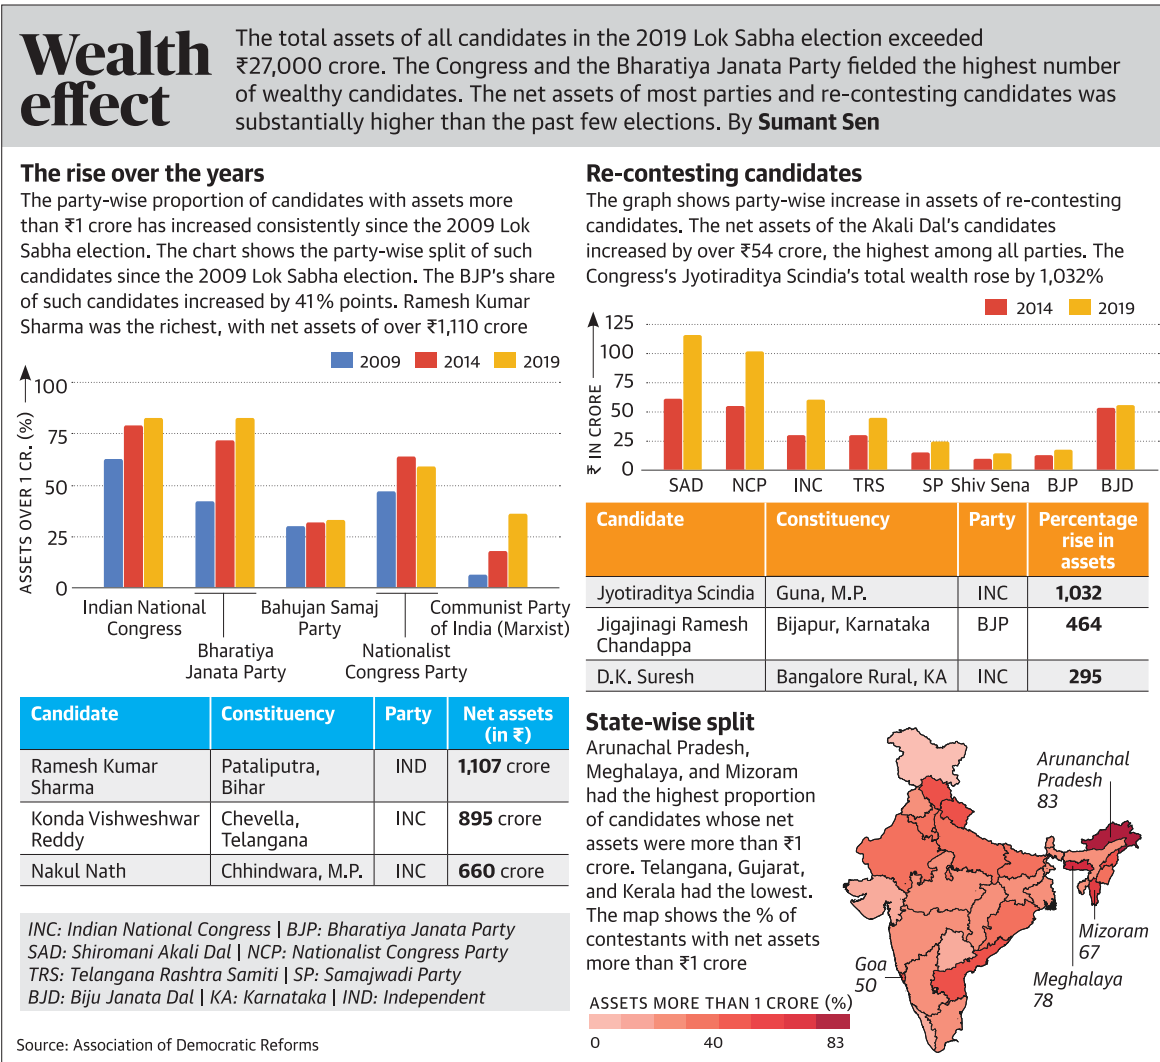 Wealth
effect
The total assets of all candidates in the 2019 Lok Sabha election exceeded
₹27,000 crore. The Congress and the Bharatiya Janata Party fielded the highest number
of wealthy candidates. The net assets of most parties and re-contesting candidates was
substantially higher than the past few elections. By Sumant Sen
The rise over the years
The party-wise proportion of candidates with assets more
than ₹1 crore has increased consistently since the 2009 Lok
Sabha election. The chart shows the party-wise split of such
candidates since the 2009 Lok Sabha election. The BJP's share
of such candidates increased by 41% points. Ramesh Kumar
Sharma was the richest, with net assets of over ₹1,110 crore
2009 2014 2019
ASSETS OVER 1 CR. (%)
100
75
50
25
0
Indian National
Congress
Bharatiya
Janata Party
Bahujan Samaj
Party
Nationalist
Congress Party
Communist Party
of India (Marxist)
Candidate Constituency Party Net assets
(in ₹)
Ramesh Kumar
Sharma
Pataliputra,
Bihar
IND
1,107 crore
Konda Vishweshwar
Reddy
Chevella,
Telangana
INC
895 crore
Nakul Nath Chhindwara, M.P. INC 660 crore
INC: Indian National Congress | BJP: Bharatiya Janata Party
SAD: Shiromani Akali Dal | NCP: Nationalist Congress Party
TRS: Telangana Rashtra Samiti | SP: Samajwadi Party
BJD: Biju Janata Dal | KA: Karnataka | IND: Independent
Source: Association of Democratic Reforms
Re-contesting candidates
The graph shows party-wise increase in assets of re-contesting
candidates. The net assets of the Akali Dal's candidates
increased by over ₹54 crore, the highest among all parties. The
Congress's Jyotiraditya Scindia's total wealth rose by 1,032%
2014 2019
₹ IN CRORE
125
100
75
50
25
0
SAD NCP INC TRS SP Shiv Sena BJP BJD
Candidate Constituency Party Percentage
rise in
assets
Jyotiraditya Scindia Guna, M.P. INC 1,032
Jigajinagi Ramesh
Chandappa
Bijapur, Karnataka
BJP
464
D.K. Suresh Bangalore Rural, KA INC 295
State-wise split
Arunachal Pradesh,
Meghalaya, and Mizoram
had the highest proportion
of candidates whose net
assets were more than ₹1
crore. Telangana, Gujarat,
and Kerala had the lowest.
The map shows the % of
contestants with net assets
more than ₹1 crore
Arunanchal
Pradesh
83
Mizoram
67
Meghalaya
78
Goa
50
ASSETS MORE THAN 1 CRORE (%)
0 40 83